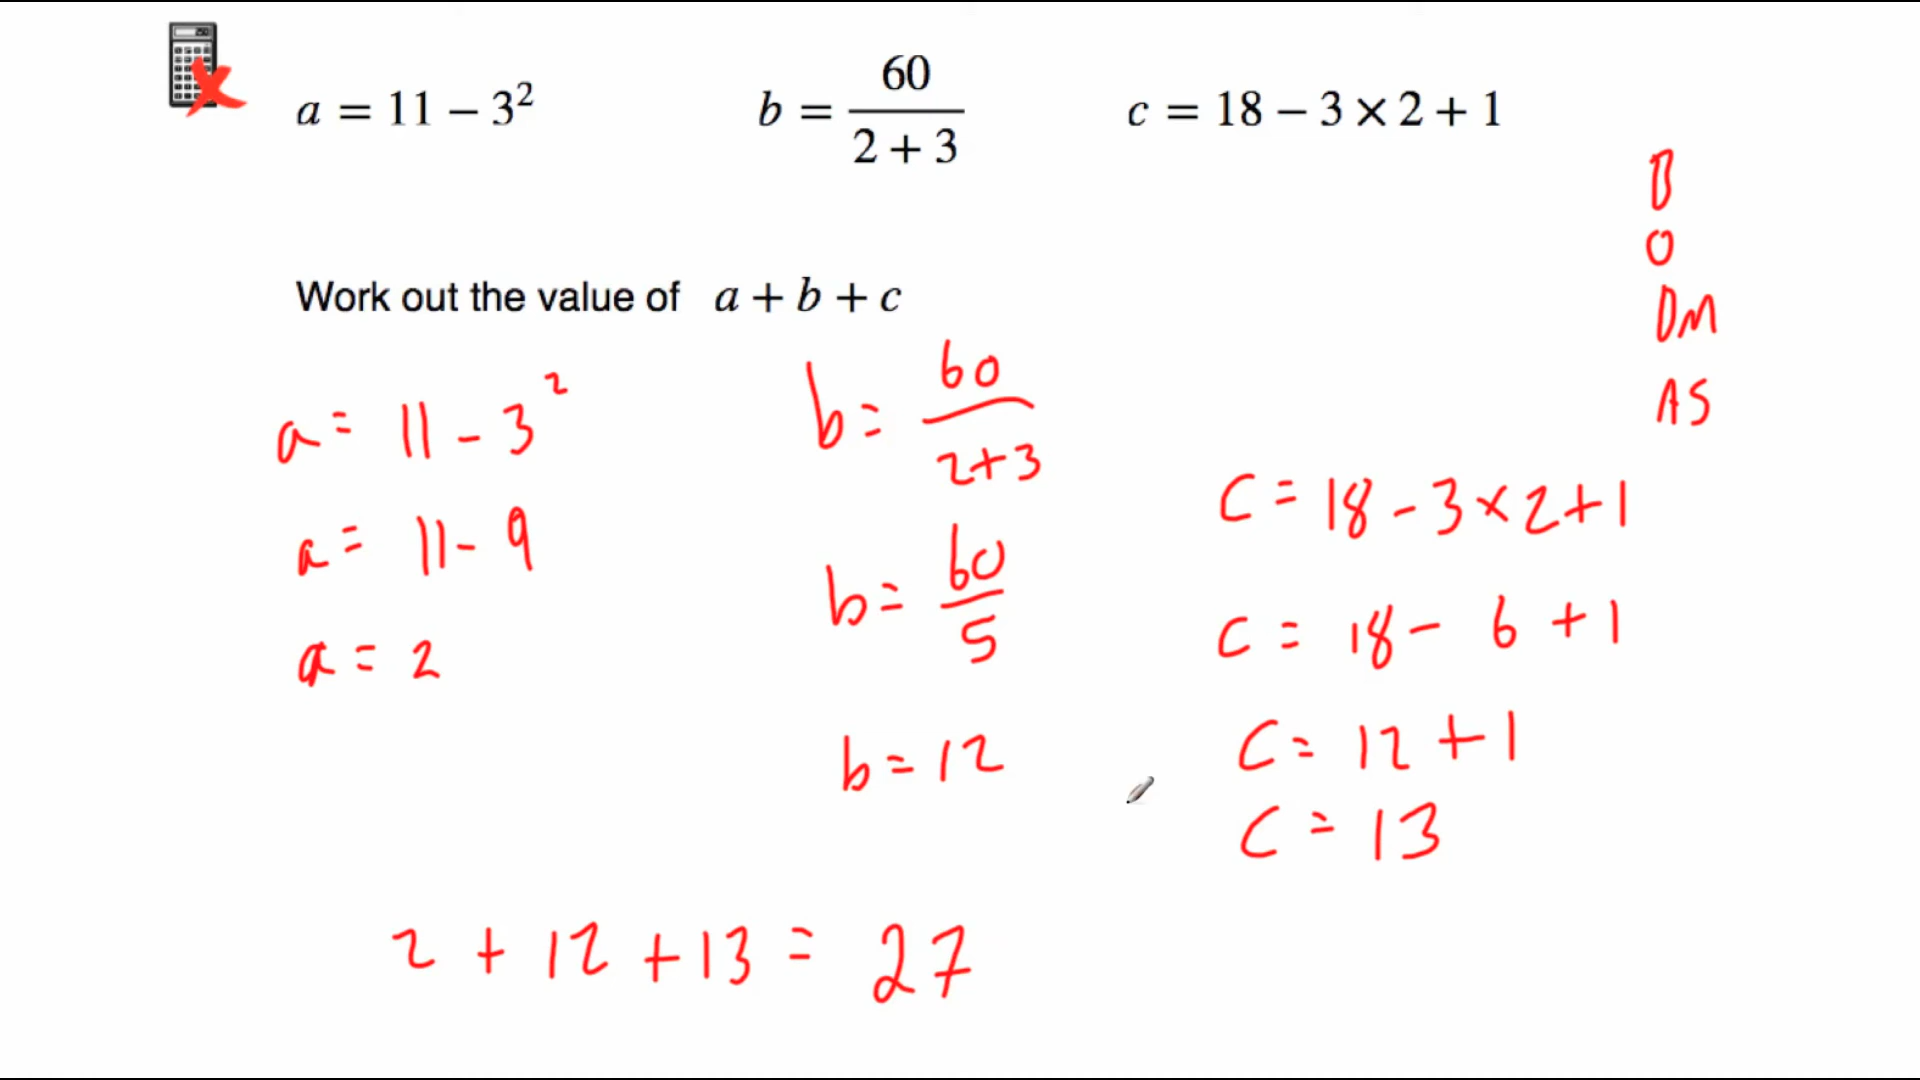 a = 11 – 3² b = 60/(2 + 3) c = 18 – 3 × 2 + 1
Work out the value of a + b + c
B
O
DM
AS
a = 11 – 3²
a = 11 – 9
a = 2
b = 60/(2+3)
b = 60/5
b = 12
C = 18 – 3 × 2 + 1
C = 18 – 6 + 1
C = 12 + 1
C = 13
2 + 12 + 13 = 27